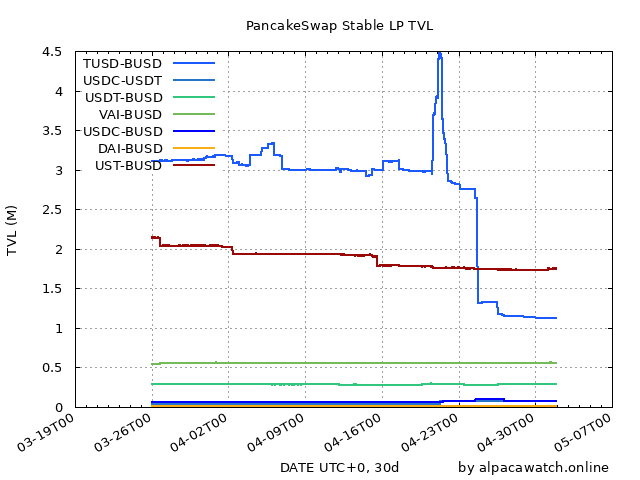 PancakeSwap Stable LP TVL
4.5
4
3.5
3
2.5
2
1.5
1
0.5
0
TVL (M)
TUSD-BUSD
USDC-USDT
USDT-BUSD
VAI-BUSD
USDC-BUSD
DAI-BUSD
UST-BUSD
03-19T00
03-26T00
04-02T00
04-09T00
04-16T00
04-23T00
04-30T00
05-07T00
DATE UTC+0, 30d
by alpacawatch.online